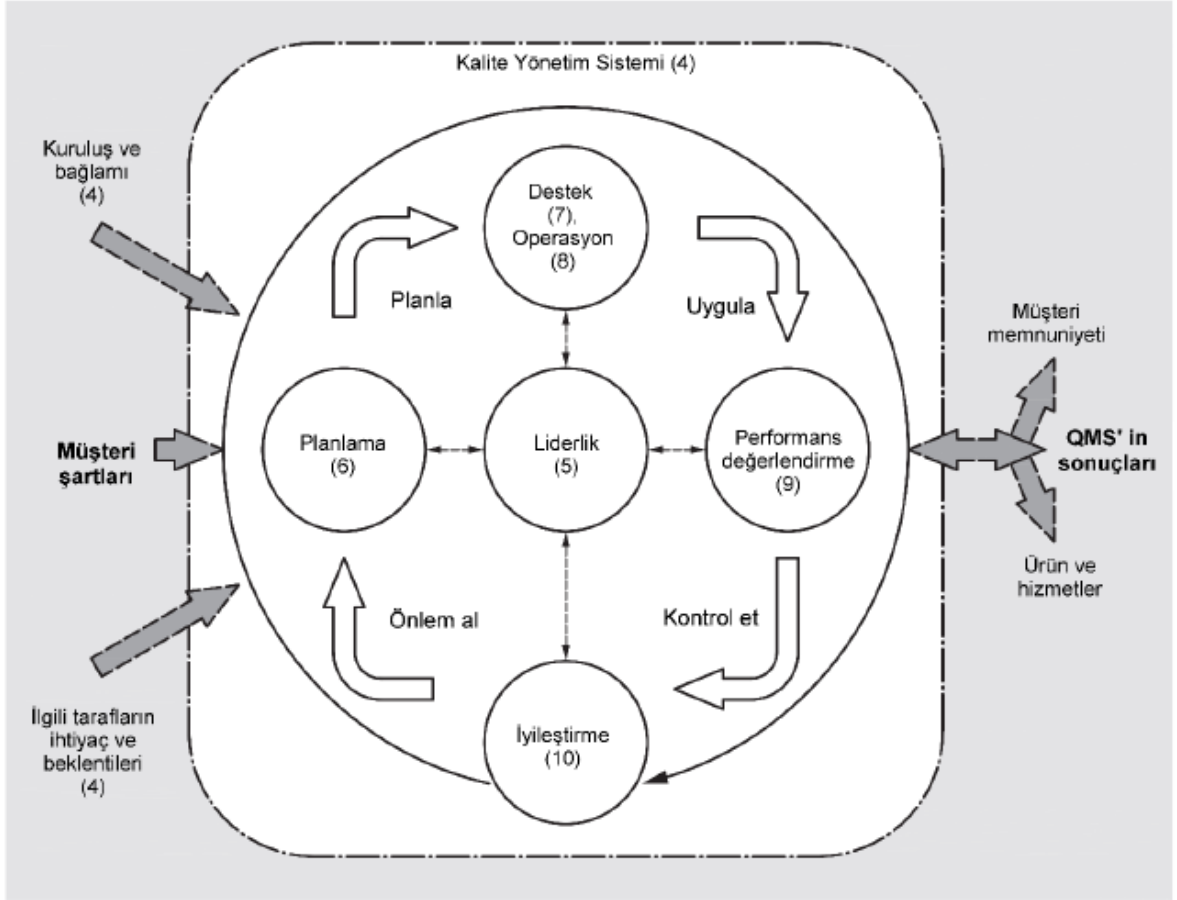 Kalite Yönetim Sistemi (4)
Kuruluş ve
bağlamı
(4)
Destek
(7),
Operasyon
(8)
Planla
Uygula
Müşteri
memnuniyeti
Müşteri
şartları
Planlama
(6)
Liderlik
(5)
Performans
değerlendirme
(9)
QMS' in
sonuçları
Önlem al
Kontrol et
Ürün ve
hizmetler
İlgili tarafların
ihtiyaç ve
beklentileri
(4)
İyileştirme
(10)